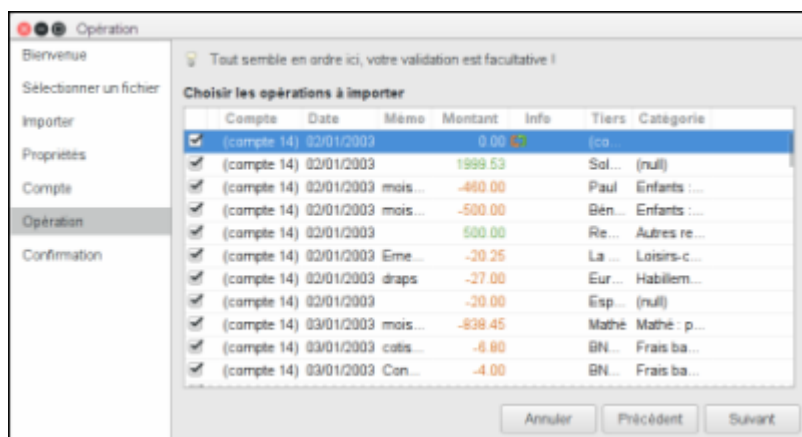 Opération
Bienvenue
Sélectionner un fichier
Importer
Propriétés
Compte
Opération
Confirmation
Tout semble en ordre ici, votre validation est facultative !
Choisir les opérations à importer
Compte Date Mémo Montant Info Tiers Catégorie
(compte 14) 02/01/2003 0.00 (co...
(compte 14) 02/01/2003 1999.53 Sol... (null)
(compte 14) 02/01/2003 mois... -460.00 Paul Enfants :...
(compte 14) 02/01/2003 mois... -500.00 Bén... Enfants :...
(compte 14) 02/01/2003 500.00 Re... Autres re...
(compte 14) 02/01/2003 Eme... -20.25 La ... Loisirs-c...
(compte 14) 02/01/2003 draps -27.00 Eur... Habillem...
(compte 14) 02/01/2003 -20.00 Esp... (null)
(compte 14) 03/01/2003 mois... -839.45 Mathé Mathé : p...
(compte 14) 03/01/2003 cotis... -6.80 BN... Frais ba...
(compte 14) 03/01/2003 Con... -4.00 BN... Frais ba...
Annuler Précédent Suivant